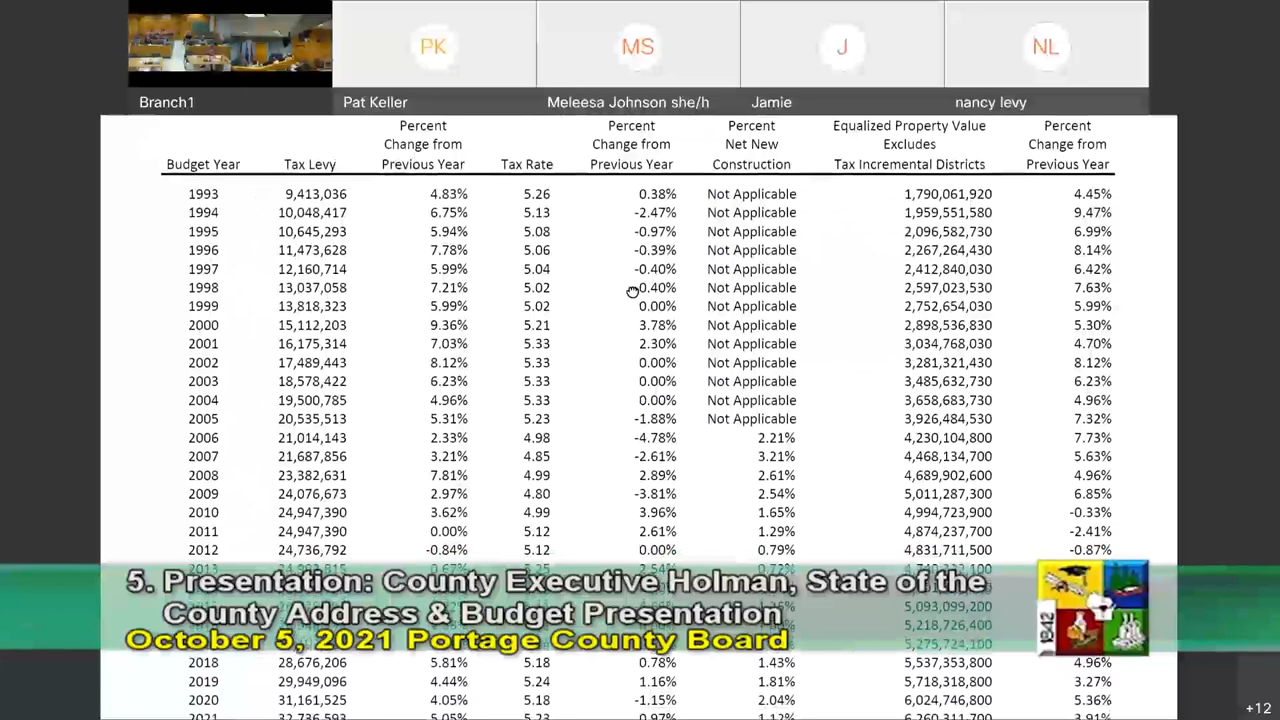 PK
MS
J
NL
Branch1
Pat Keller
Meleesa Johnson she/h
Jamie
nancy levy
Percent Percent Percent Equalized Property Value Percent
Change from Change from Net New Excludes Change from
Budget Year Tax Levy Previous Year Tax Rate Previous Year Construction Tax Incremental Districts Previous Year
1993 9,413,036 4.83% 5.26 0.38% Not Applicable 1,790,061,920 4.45%
1994 10,048,417 6.75% 5.13 -2.47% Not Applicable 1,959,551,580 9.47%
1995 10,645,293 5.94% 5.08 -0.97% Not Applicable 2,096,582,730 6.99%
1996 11,473,628 7.78% 5.06 -0.39% Not Applicable 2,267,264,430 8.14%
1997 12,160,714 5.99% 5.04 -0.40% Not Applicable 2,412,840,030 6.42%
1998 13,037,058 7.21% 5.02 0.40% Not Applicable 2,597,023,530 7.63%
1999 13,818,323 5.99% 5.02 0.00% Not Applicable 2,752,654,030 5.99%
2000 15,112,203 9.36% 5.21 3.78% Not Applicable 2,898,536,830 5.30%
2001 16,175,314 7.03% 5.33 2.30% Not Applicable 3,034,768,030 4.70%
2002 17,489,443 8.12% 5.33 0.00% Not Applicable 3,281,321,430 8.12%
2003 18,578,422 6.23% 5.33 0.00% Not Applicable 3,485,632,730 6.23%
2004 19,500,785 4.96% 5.33 0.00% Not Applicable 3,658,683,730 4.96%
2005 20,535,513 5.31% 5.23 -1.88% Not Applicable 3,926,484,530 7.32%
2006 21,014,143 2.33% 4.98 -4.78% 2.21% 4,230,104,800 7.73%
2007 21,687,856 3.21% 4.85 -2.61% 3.21% 4,468,134,700 5.63%
2008 23,382,631 7.81% 4.99 2.89% 2.61% 4,689,902,600 4.96%
2009 24,076,673 2.97% 4.80 -3.81% 2.54% 5,011,287,300 6.85%
2010 24,947,390 3.62% 4.99 3.96% 1.65% 4,994,723,900 -0.33%
2011 24,947,390 0.00% 5.12 2.61% 1.29% 4,874,237,700 -2.41%
2012 24,736,792 -0.84% 5.12 0.00% 0.79% 4,831,711,500 -0.87%
5. Presentation: County Executive Holman, State of the
County Address & Budget Presentation
October 5, 2021 Portage County Board
1842
5,093,099,200
5,218,726,400
2018 28,676,206 5.81% 5.18 0.78% 1.43% 5,537,353,800 4.96%
2019 29,949,096 4.44% 5.24 1.16% 1.81% 5,718,318,800 3.27%
2020 31,161,525 4.05% 5.18 -1.15% 2.04% 6,024,746,800 5.36%
+12